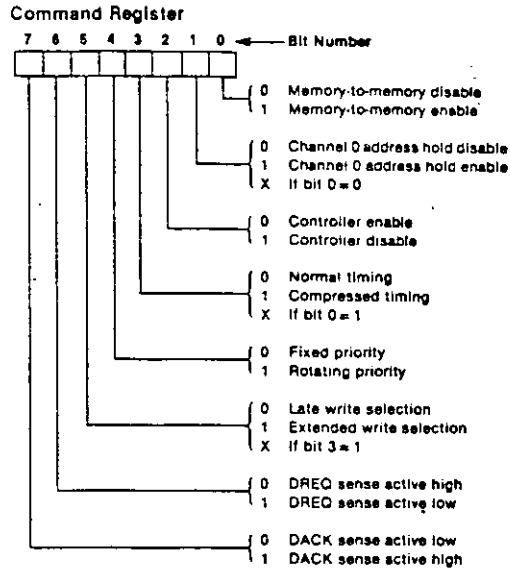 Command Register
7 6 5 4 3 2 1 0 Bit Number
0 Memory-to-memory disable
1 Memory-to-memory enable
0 Channel 0 address hold disable
1 Channel 0 address hold enable
X If bit 0 = 0
0 Controller enable
1 Controller disable
0 Normal timing
1 Compressed timing
X If bit 0 = 1
0 Fixed priority
1 Rotating priority
0 Late write selection
1 Extended write selection
X If bit 3 = 1
0 DREQ sense active high
1 DREQ sense active low
0 DACK sense active low
1 DACK sense active high